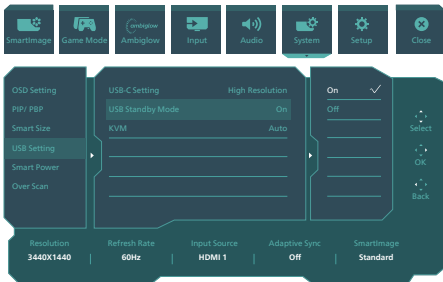 SmartImage
Game Mode
ambiglow
Ambiglow
Input
Audio
System
Setup
Close
OSD Setting
PIP/ PBP
Smart Size
USB Setting
Smart Power
Over Scan
USB-C Setting High Resolution
USB Standby Mode On
KVM Auto
On
Off
Select
OK
Back
Resolution Refresh Rate Input Source Adaptive Sync SmartImage
3440X1440 60Hz HDMI 1 Off Standard